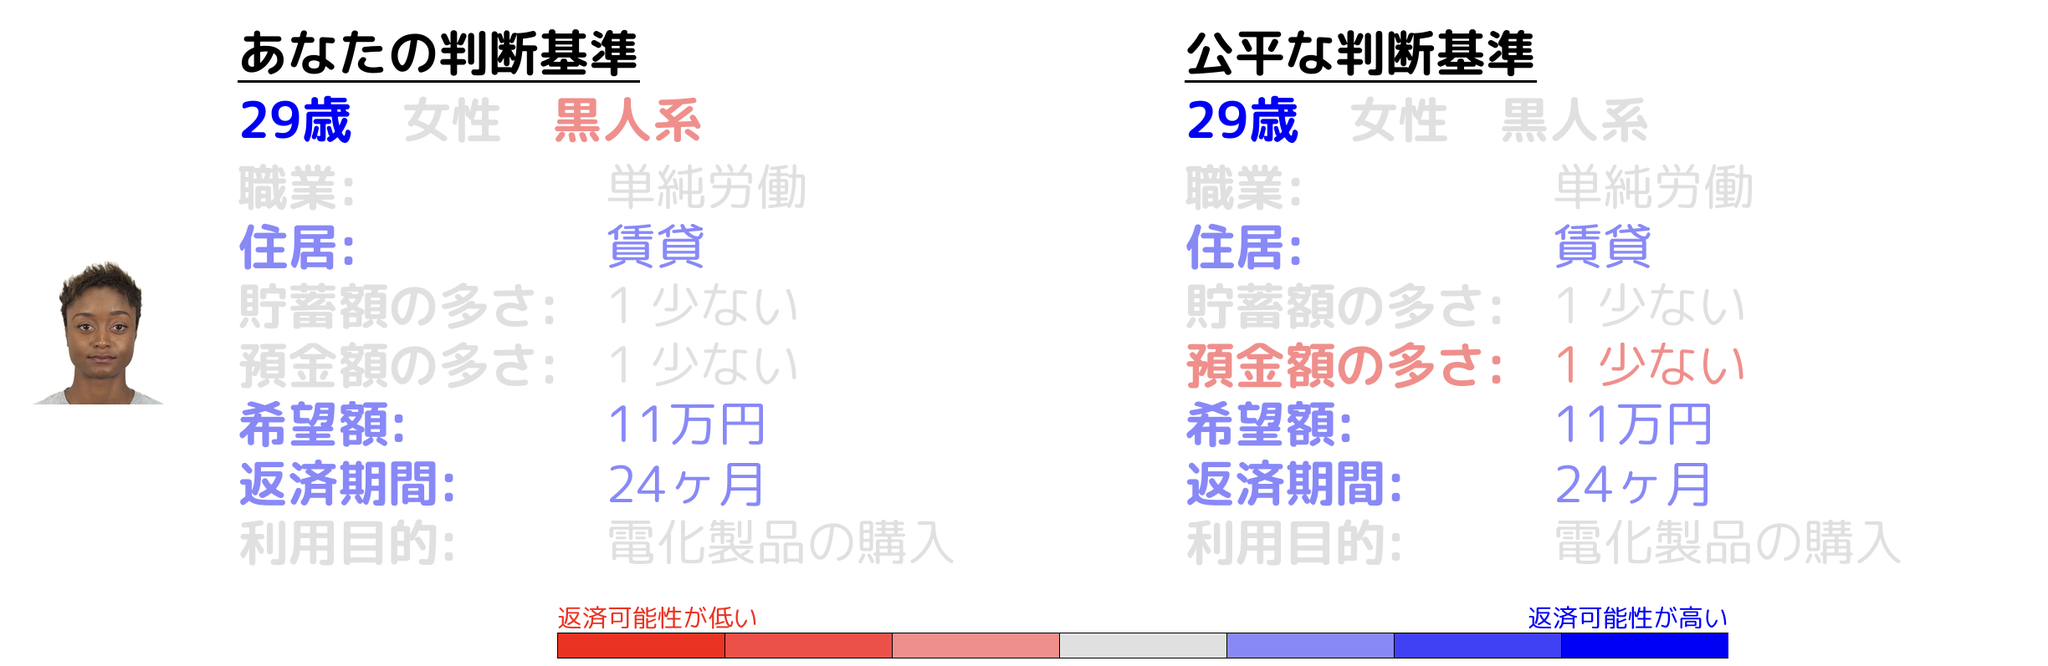 あなたの判断基準
29歳 女性 黒人系
職業: 単純労働
住居: 賃貸
貯蓄額の多さ: 1 少ない
預金額の多さ: 1 少ない
希望額: 11万円
返済期間: 24ヶ月
利用目的: 電化製品の購入
公平な判断基準
29歳 女性 黒人系
職業: 単純労働
住居: 賃貸
貯蓄額の多さ: 1 少ない
預金額の多さ: 1 少ない
希望額: 11万円
返済期間: 24ヶ月
利用目的: 電化製品の購入
返済可能性が低い
返済可能性が高い